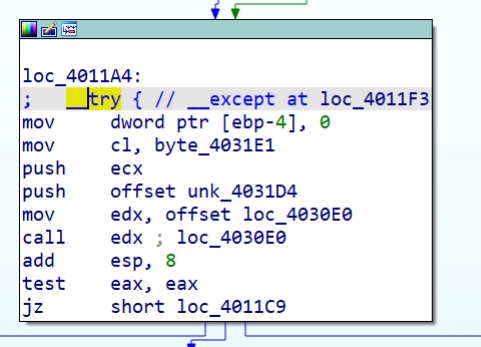 loc_4011A4:
;   __try { // __except at loc_4011F3
mov     dword ptr [ebp-4], 0
mov     cl, byte_4031E1
push    ecx
push    offset unk_4031D4
mov     edx, offset loc_4030E0
call    edx ; loc_4030E0
add     esp, 8
test    eax, eax
jz      short loc_4011C9